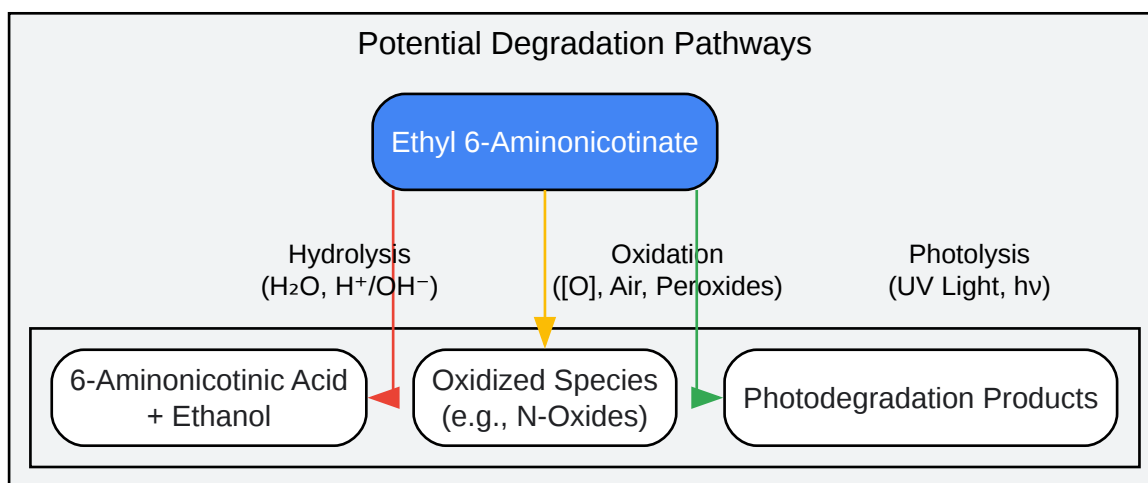 Potential Degradation Pathways
Ethyl 6-Aminonicotinate
Hydrolysis
(H₂O, H⁺/OH⁻)
Oxidation
([O], Air, Peroxides)
Photolysis
(UV Light, hν)
6-Aminonicotinic Acid
+ Ethanol
Oxidized Species
(e.g., N-Oxides)
Photodegradation Products